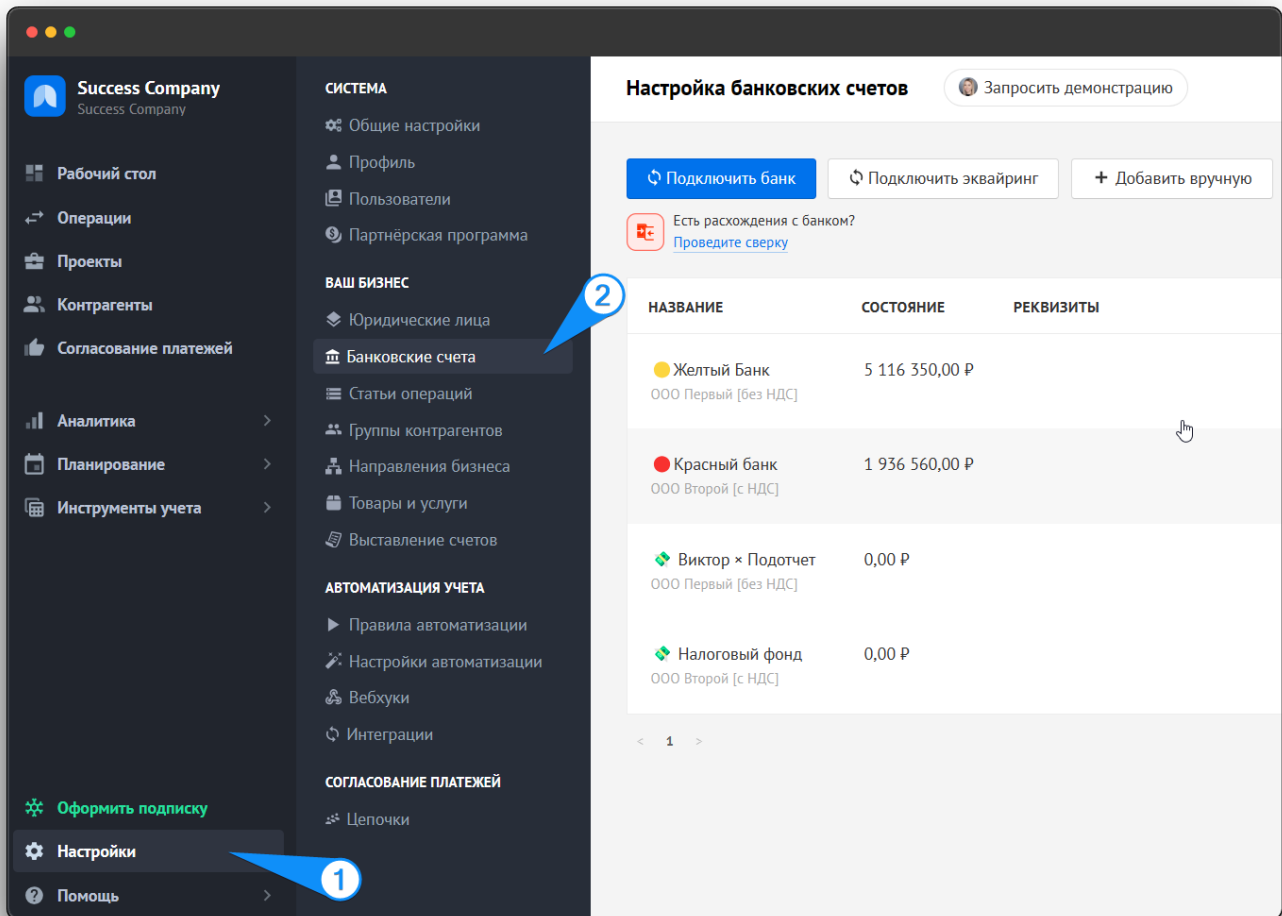 Success Company
Success Company
Рабочий стол
Операции
Проекты
Контрагенты
Согласование платежей
Аналитика
Планирование
Инструменты учета
Оформить подписку
Настройки
Помощь
1
СИСТЕМА
Общие настройки
Профиль
Пользователи
Партнёрская программа
ВАШ БИЗНЕС
Юридические лица
Банковские счета
Статьи операций
Группы контрагентов
Направления бизнеса
Товары и услуги
Выставление счетов
АВТОМАТИЗАЦИЯ УЧЕТА
Правила автоматизации
Настройки автоматизации
Вебхуки
Интеграции
СОГЛАСОВАНИЕ ПЛАТЕЖЕЙ
Цепочки
2
Настройка банковских счетов Запросить демонстрацию
Подключить банк Подключить эквайринг + Добавить вручную
Есть расхождения с банком?
Проведите сверку
НАЗВАНИЕ СОСТОЯНИЕ РЕКВИЗИТЫ
Желтый Банк 5 116 350,00 ₽
ООО Первый [без НДС]
Красный банк 1 936 560,00 ₽
ООО Второй [с НДС]
Виктор × Подотчет 0,00 ₽
ООО Первый [без НДС]
Налоговый фонд 0,00 ₽
ООО Второй [с НДС]
< 1 >